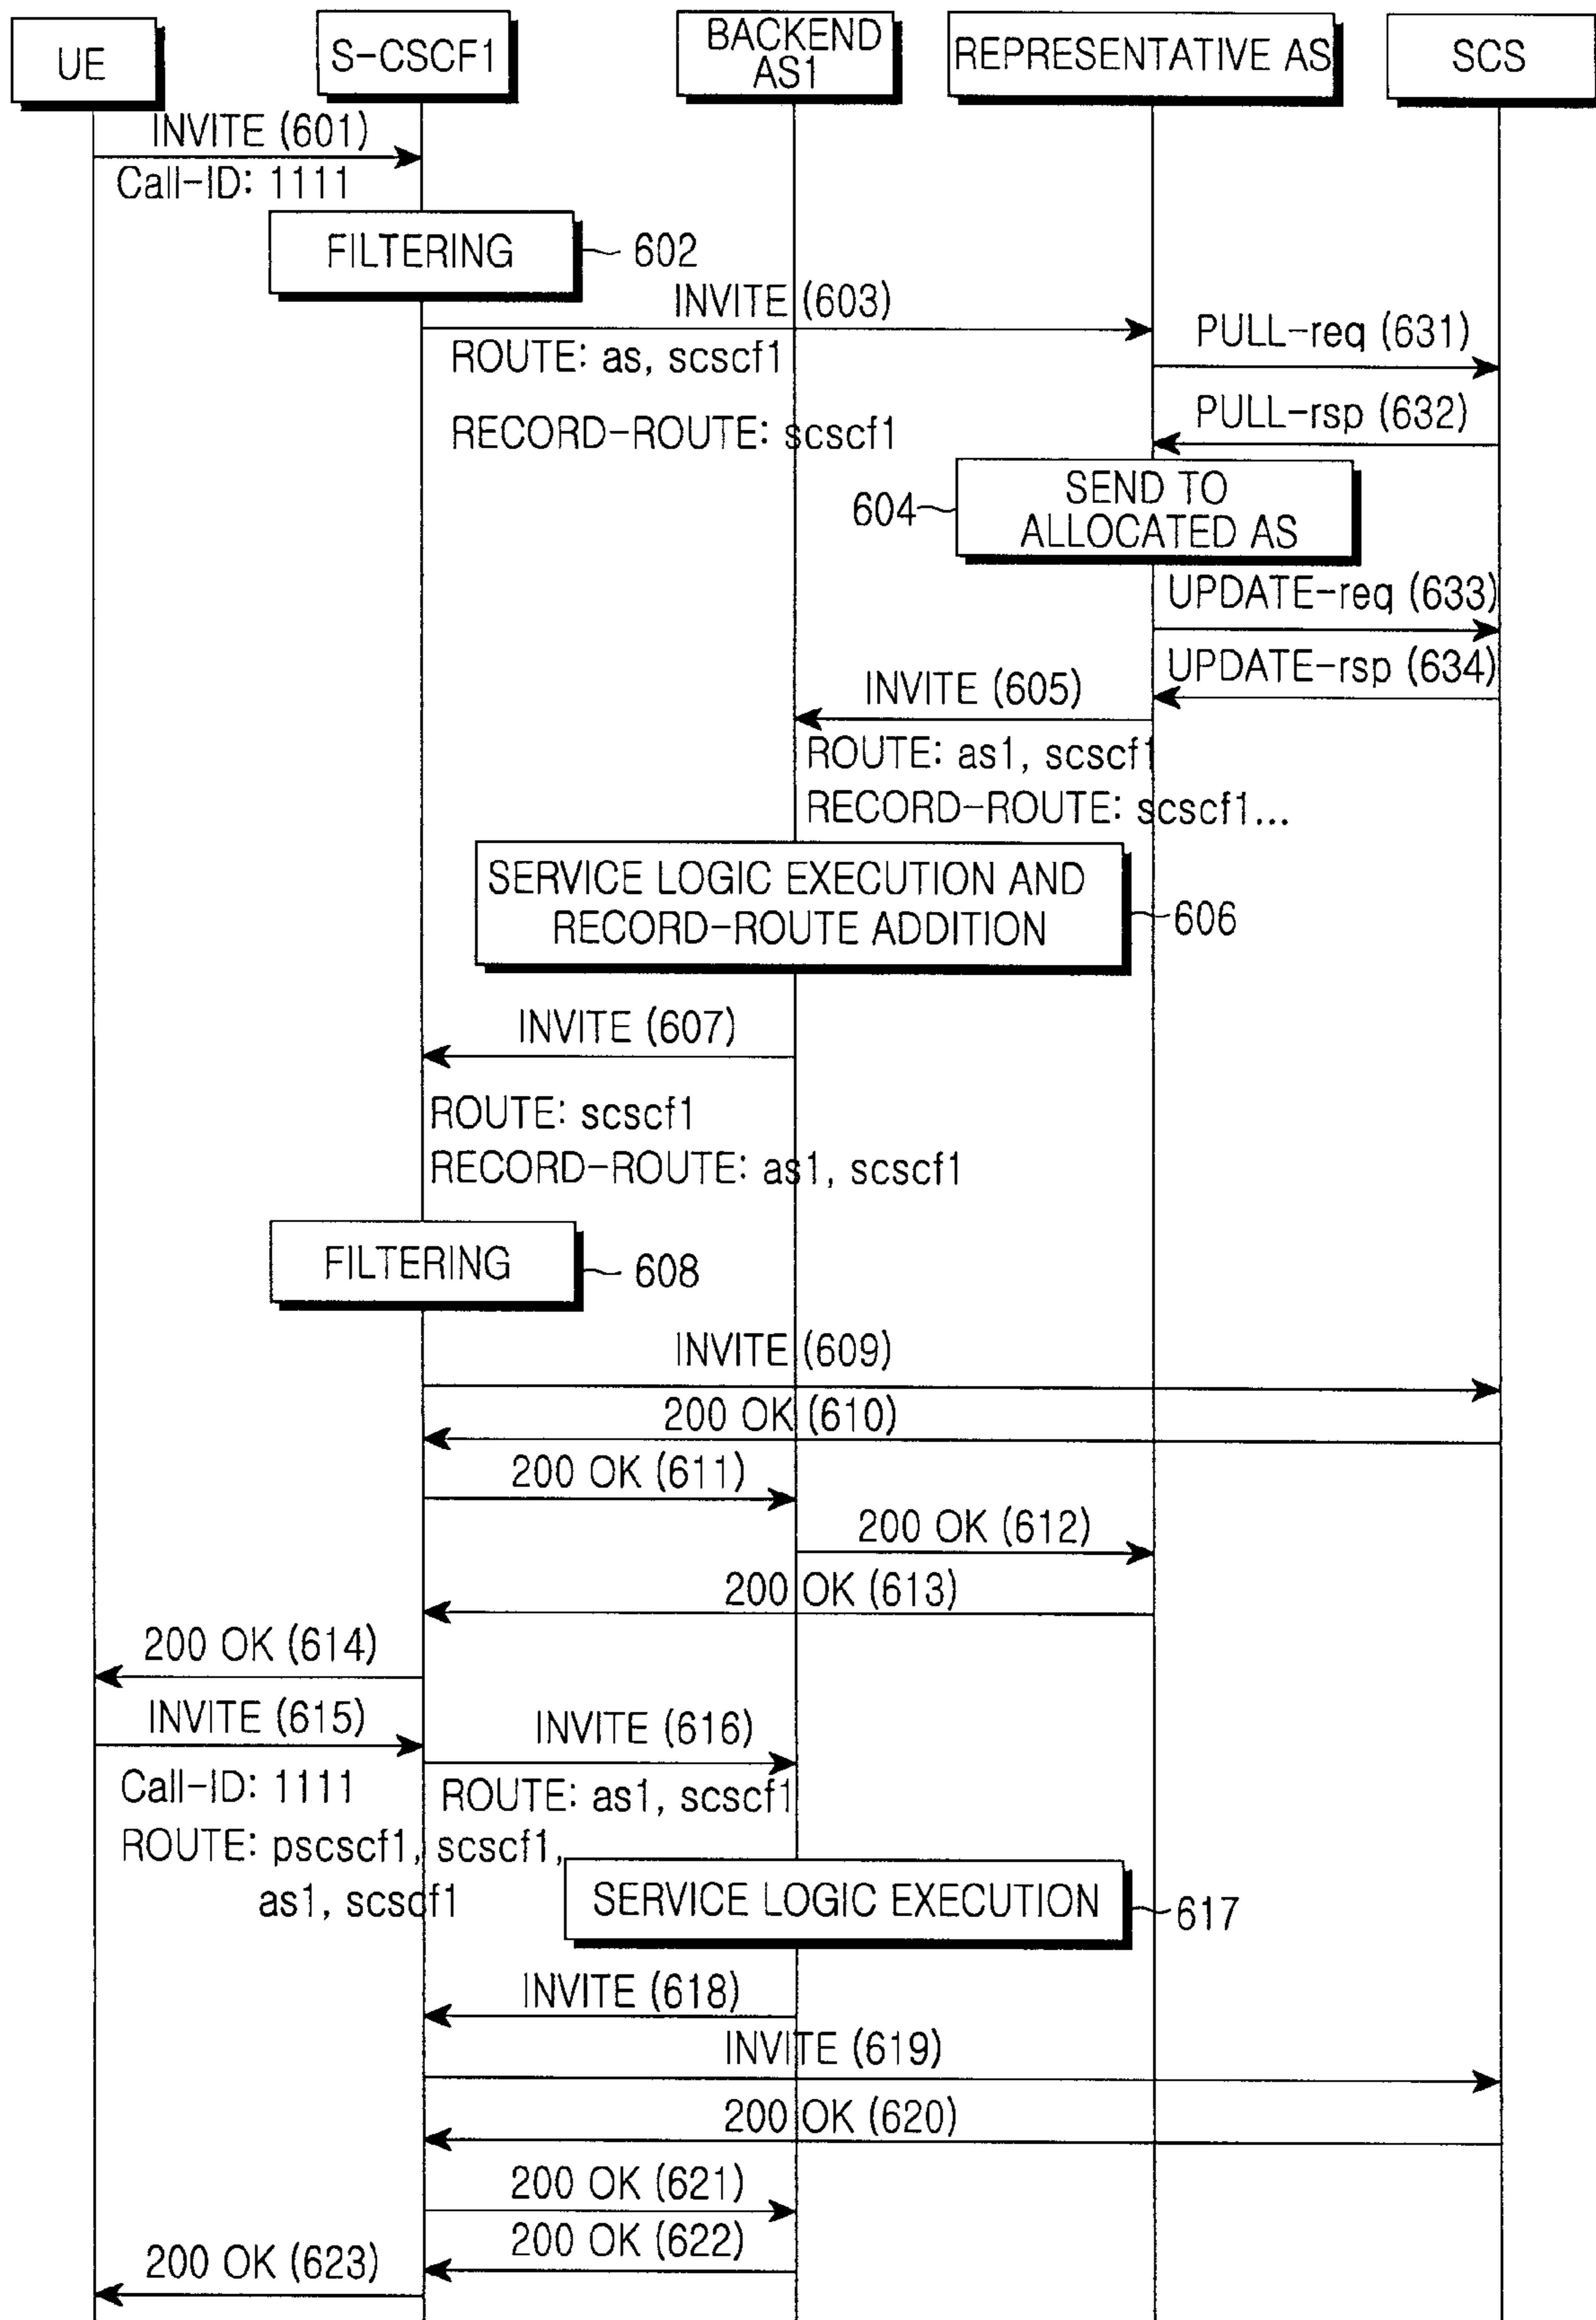 UE
S-CSCF1
BACKEND
AS1
REPRESENTATIVE AS
SCS
INVITE (601)
Call-ID: 1111
FILTERING
602
INVITE (603)
ROUTE: as, scscf1
RECORD-ROUTE: scscf1
PULL-req (631)
PULL-rsp (632)
604
SEND TO
ALLOCATED AS
UPDATE-req (633)
UPDATE-rsp (634)
INVITE (605)
ROUTE: as1, scscf1
RECORD-ROUTE: scscf1...
SERVICE LOGIC EXECUTION AND
RECORD-ROUTE ADDITION
606
INVITE (607)
ROUTE: scscf1
RECORD-ROUTE: as1, scscf1
FILTERING
608
INVITE (609)
200 OK (610)
200 OK (611)
200 OK (612)
200 OK (613)
200 OK (614)
INVITE (615)
Call-ID: 1111
ROUTE: pscscf1, scscf1,
as1, scscf1
INVITE (616)
ROUTE: as1, scscf1
SERVICE LOGIC EXECUTION
617
INVITE (618)
INVITE (619)
200 OK (620)
200 OK (621)
200 OK (622)
200 OK (623)